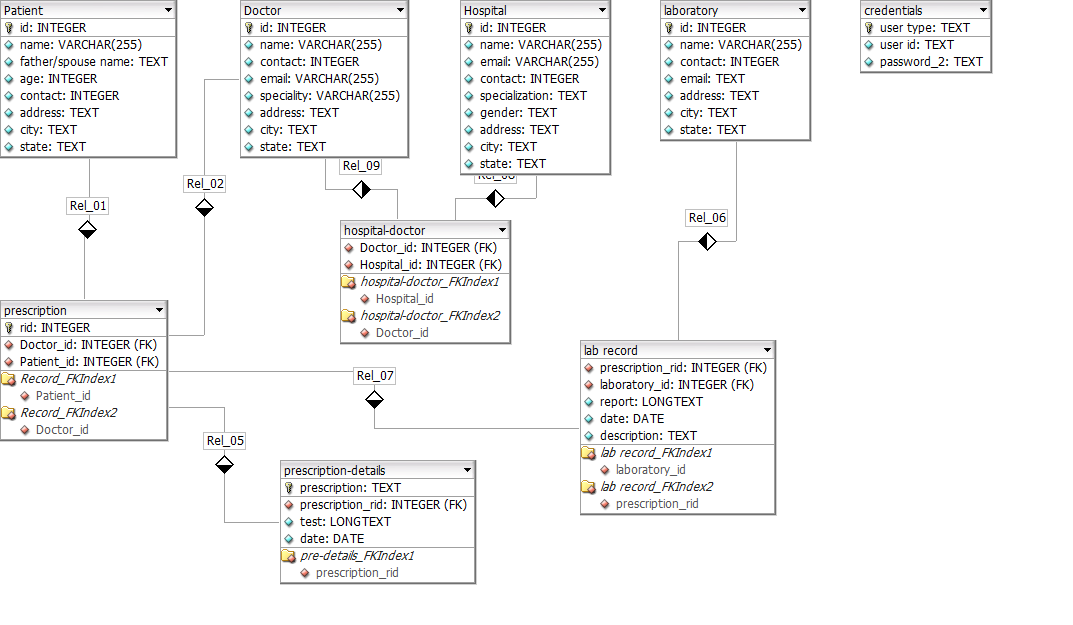 Patient
id: INTEGER
name: VARCHAR(255)
father/spouse name: TEXT
age: INTEGER
contact: INTEGER
address: TEXT
city: TEXT
state: TEXT
Doctor
id: INTEGER
name: VARCHAR(255)
contact: INTEGER
email: VARCHAR(255)
speciality: VARCHAR(255)
address: TEXT
city: TEXT
state: TEXT
Hospital
id: INTEGER
name: VARCHAR(255)
email: VARCHAR(255)
contact: INTEGER
specialization: TEXT
gender: TEXT
address: TEXT
city: TEXT
state: TEXT
laboratory
id: INTEGER
name: VARCHAR(255)
contact: INTEGER
email: TEXT
address: TEXT
city: TEXT
state: TEXT
credentials
user type: TEXT
user id: TEXT
password_2: TEXT
Rel_01
Rel_02
Rel_09
Rel_08
Rel_06
hospital-doctor
Doctor_id: INTEGER (FK)
Hospital_id: INTEGER (FK)
hospital-doctor_FKIndex1
Hospital_id
hospital-doctor_FKIndex2
Doctor_id
prescription
rid: INTEGER
Doctor_id: INTEGER (FK)
Patient_id: INTEGER (FK)
Record_FKIndex1
Patient_id
Record_FKIndex2
Doctor_id
Rel_07
Rel_05
lab record
prescription_rid: INTEGER (FK)
laboratory_id: INTEGER (FK)
report: LONGTEXT
date: DATE
description: TEXT
lab record_FKIndex1
laboratory_id
lab record_FKIndex2
prescription_rid
prescription-details
prescription: TEXT
prescription_rid: INTEGER (FK)
test: LONGTEXT
date: DATE
pre-details_FKIndex1
prescription_rid